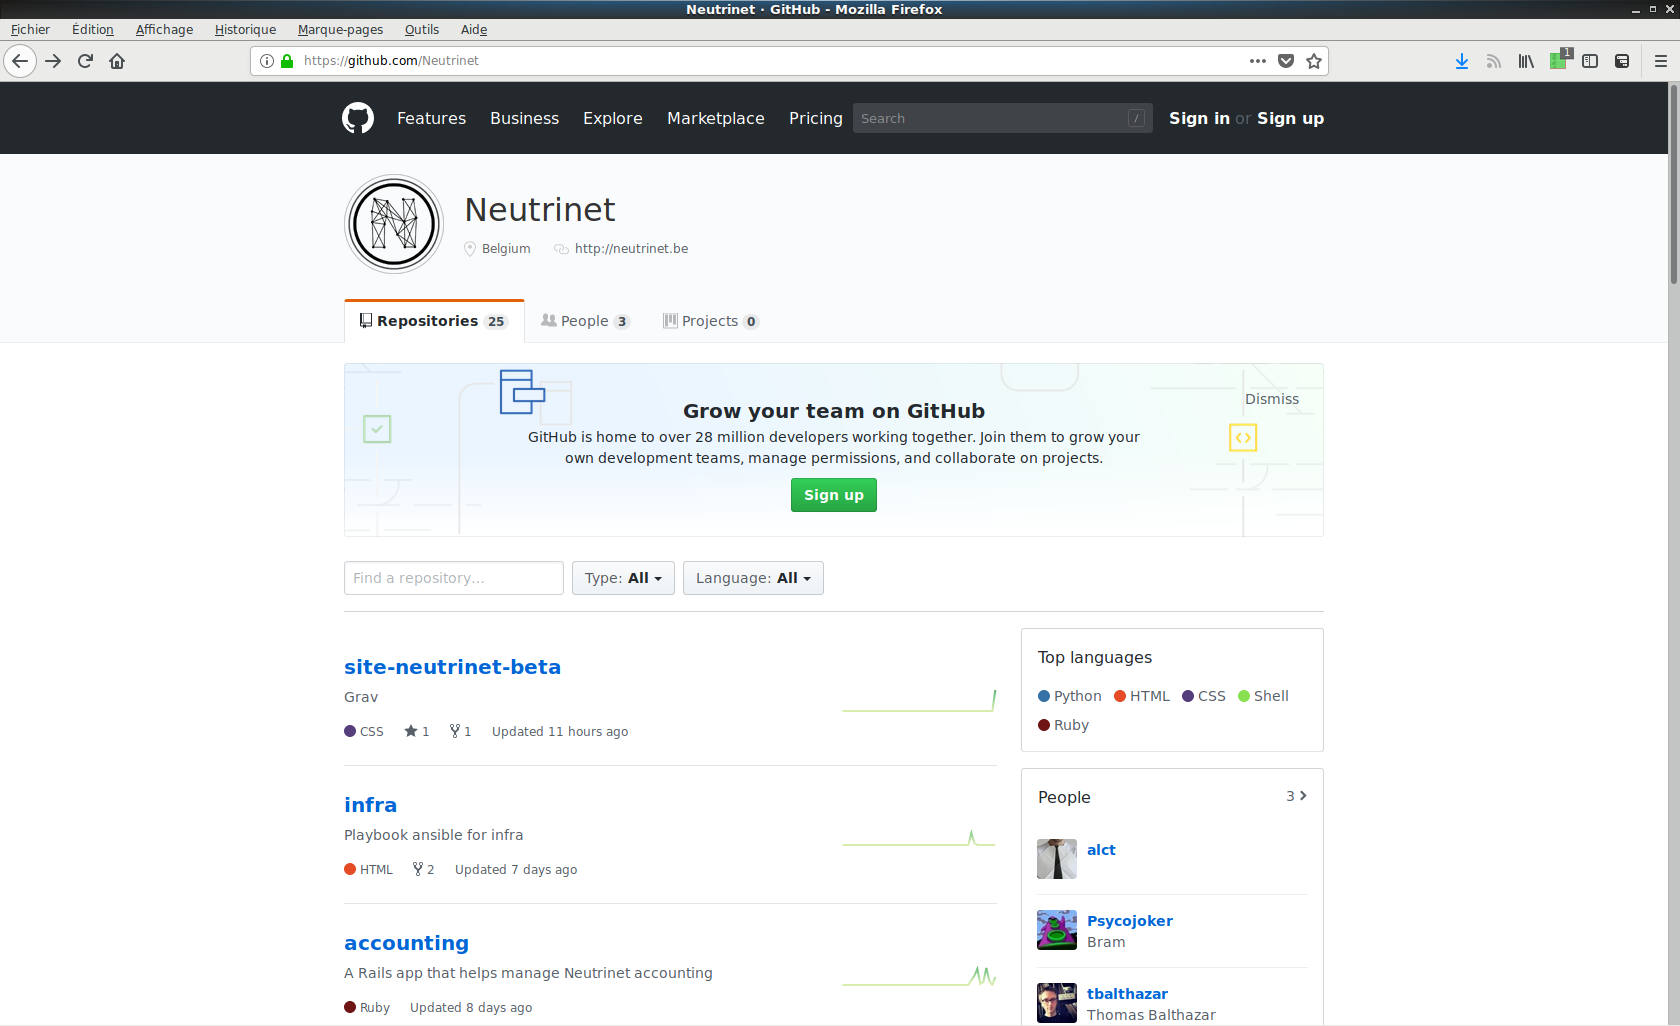 Neutrinet · GitHub - Mozilla Firefox
Fichier Édition Affichage Historique Marque-pages Outils Aide
https://github.com/Neutrinet
1
Features Business Explore Marketplace Pricing Search / Sign in or Sign up
Neutrinet
Belgium http://neutrinet.be
Repositories 25 People 3 Projects 0
Dismiss
Grow your team on GitHub
GitHub is home to over 28 million developers working together. Join them to grow your
own development teams, manage permissions, and collaborate on projects.
Sign up
Find a repository... Type: All Language: All
site-neutrinet-beta
Grav
CSS 1 1 Updated 11 hours ago
infra
Playbook ansible for infra
HTML 2 Updated 7 days ago
accounting
A Rails app that helps manage Neutrinet accounting
Ruby Updated 8 days ago
Top languages
Python HTML CSS Shell
Ruby
People 3
alct
Psycojoker
Bram
tbalthazar
Thomas Balthazar